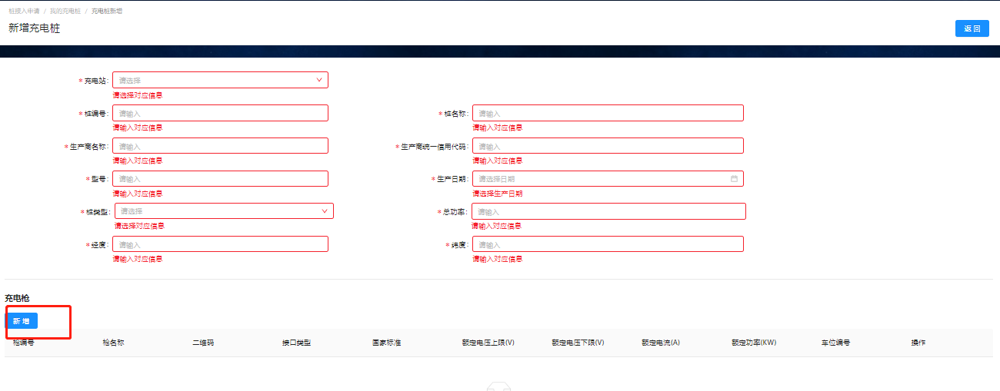 桩接入申请 / 我的充电桩 / 充电桩新增
新增充电桩
返 回
* 充电站: 请选择
请选择对应信息
* 桩编号: 请输入 * 桩名称: 请输入
请输入对应信息 请输入对应信息
* 生产商名称: 请输入 * 生产商统一信用代码: 请输入
请输入对应信息 请输入对应信息
* 型号: 请输入 * 生产日期: 请选择日期
请输入对应信息 请选择生产日期
* 桩类型: 请选择 * 总功率: 请输入
请选择对应信息 请输入对应信息
* 经度: 请输入 * 纬度: 请输入
请输入对应信息 请输入对应信息
充电枪
新 增
枪编号 枪名称 二维码 接口类型 国家标准 额定电压上限(V) 额定电压下限(V) 额定电流(A) 额定功率(KW) 车位编号 操作